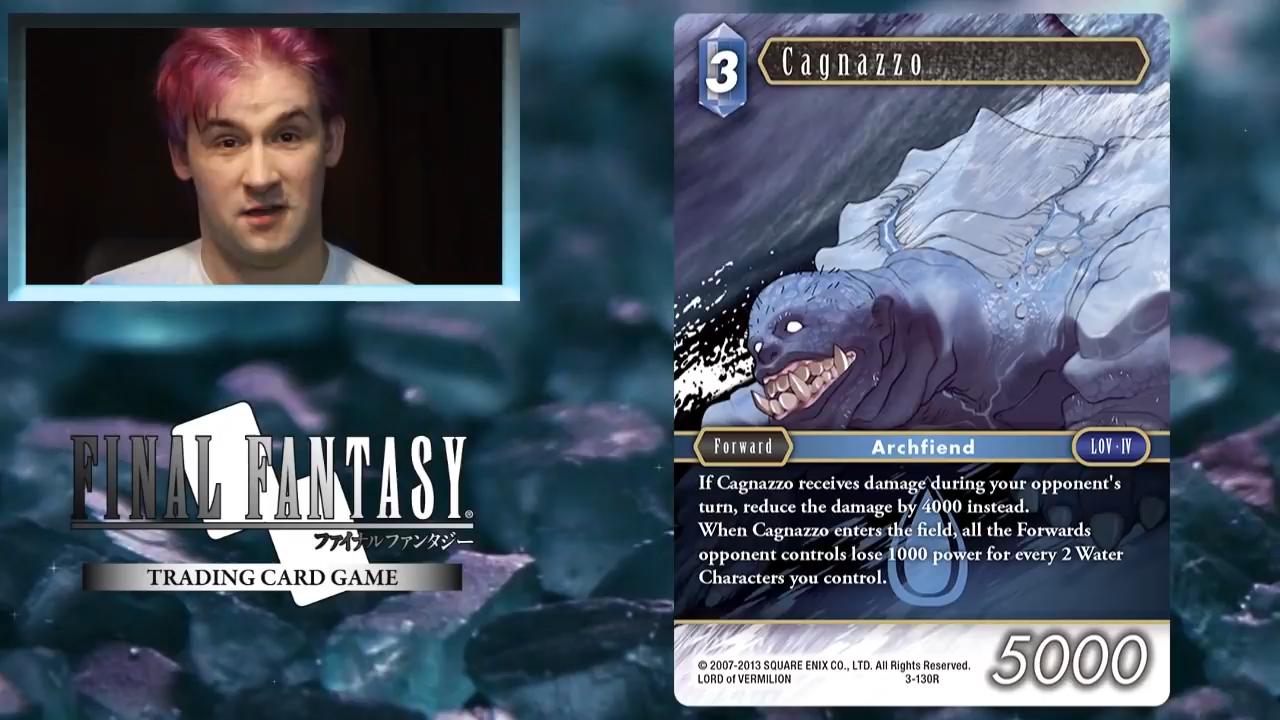 FINAL FANTASY®
ファイナルファンタジー
TRADING CARD GAME
3
Cagnazzo
Forward
Archfiend
LOV·IV
If Cagnazzo receives damage during your opponent's
turn, reduce the damage by 4000 instead.
When Cagnazzo enters the field, all the Forwards
opponent controls lose 1000 power for every 2 Water
Characters you control.
© 2007-2013 SQUARE ENIX CO., LTD. All Rights Reserved.
LORD of VERMILION
3-130R
5000